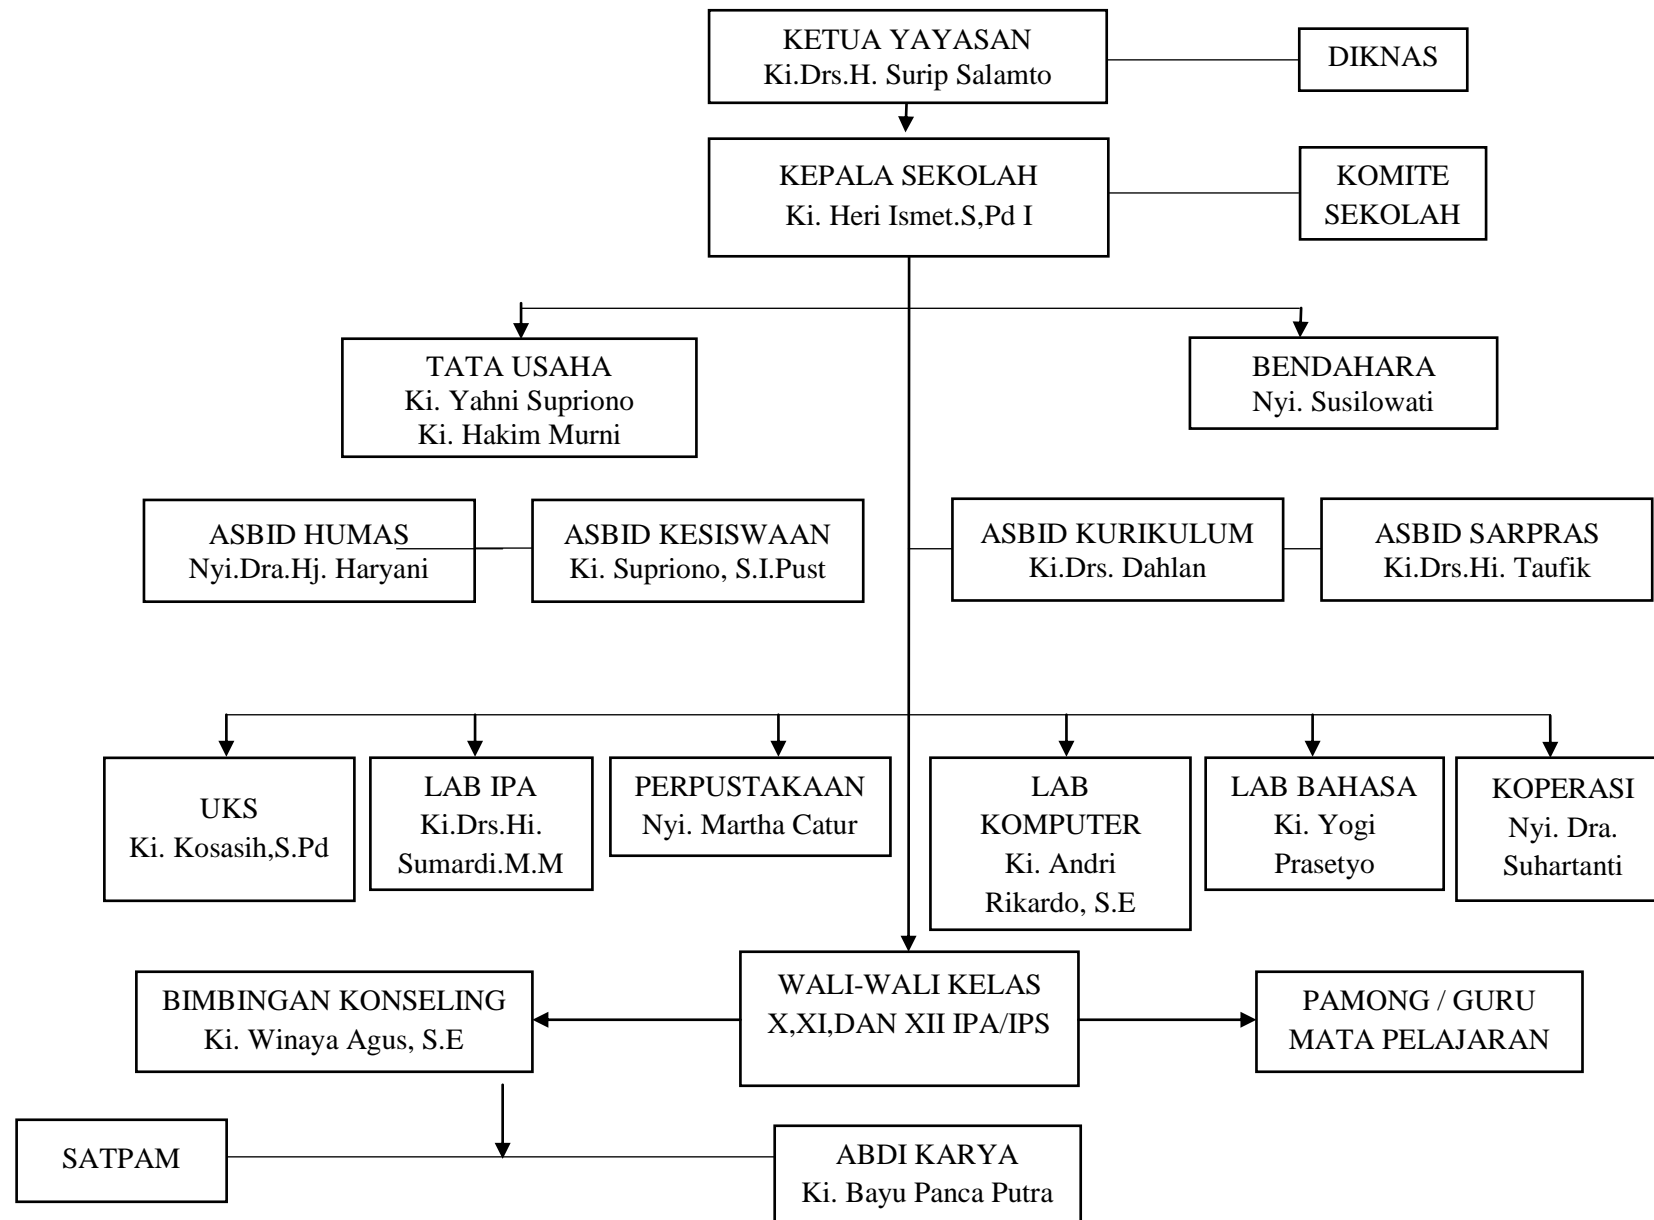 KETUA YAYASAN
Ki.Drs.H. Surip Salamto
DIKNAS
KEPALA SEKOLAH
Ki. Heri Ismet.S,Pd I
KOMITE
SEKOLAH
TATA USAHA
Ki. Yahni Supriono
Ki. Hakim Murni
BENDAHARA
Nyi. Susilowati
ASBID HUMAS
Nyi.Dra.Hj. Haryani
ASBID KESISWAAN
Ki. Supriono, S.I.Pust
ASBID KURIKULUM
Ki.Drs. Dahlan
ASBID SARPRAS
Ki.Drs.Hi. Taufik
UKS
Ki. Kosasih,S.Pd
LAB IPA
Ki.Drs.Hi.
Sumardi.M.M
PERPUSTAKAAN
Nyi. Martha Catur
LAB
KOMPUTER
Ki. Andri
Rikardo, S.E
LAB BAHASA
Ki. Yogi
Prasetyo
KOPERASI
Nyi. Dra.
Suhartanti
BIMBINGAN KONSELING
Ki. Winaya Agus, S.E
WALI-WALI KELAS
X,XI,DAN XII IPA/IPS
PAMONG / GURU
MATA PELAJARAN
SATPAM
ABDI KARYA
Ki. Bayu Panca Putra